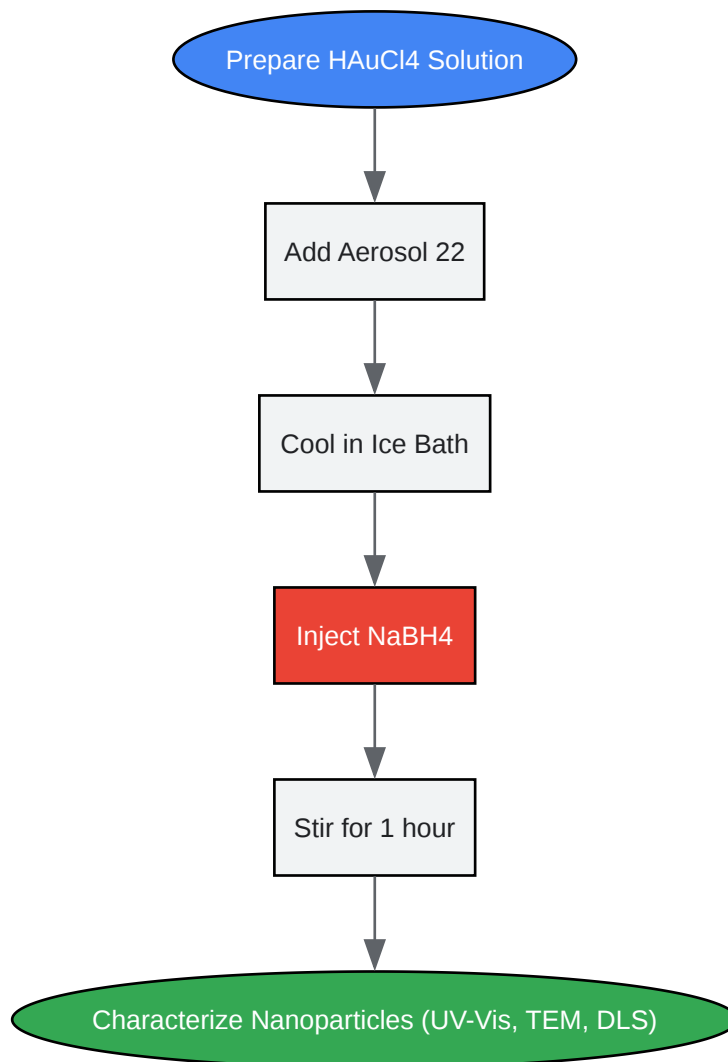 Prepare HAuCl4 Solution
Add Aerosol 22
Cool in Ice Bath
Inject NaBH4
Stir for 1 hour
Characterize Nanoparticles (UV-Vis, TEM, DLS)